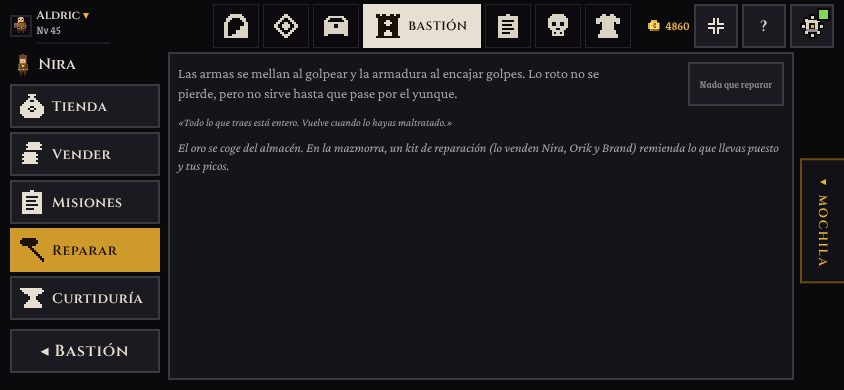 Aldric ▾
Nv 45
Bastión
4860
?
Nira
Tienda
Vender
Misiones
Reparar
Curtiduría
◂ Bastión
Las armas se mellan al golpear y la armadura al encajar golpes. Lo roto no se
pierde, pero no sirve hasta que pase por el yunque.
Nada que reparar
«Todo lo que traes está entero. Vuelve cuando lo hayas maltratado.»
El oro se coge del almacén. En la mazmorra, un kit de reparación (lo venden Nira, Orik y Brand) remienda lo que llevas puesto
y tus picos.
◂ MOCHILA